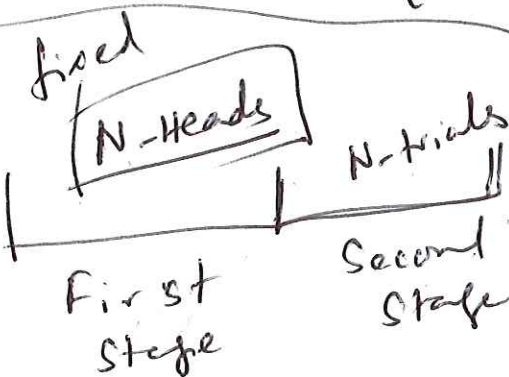 fixed
N-Heads
N-trials
First
Stage
Second
Stage